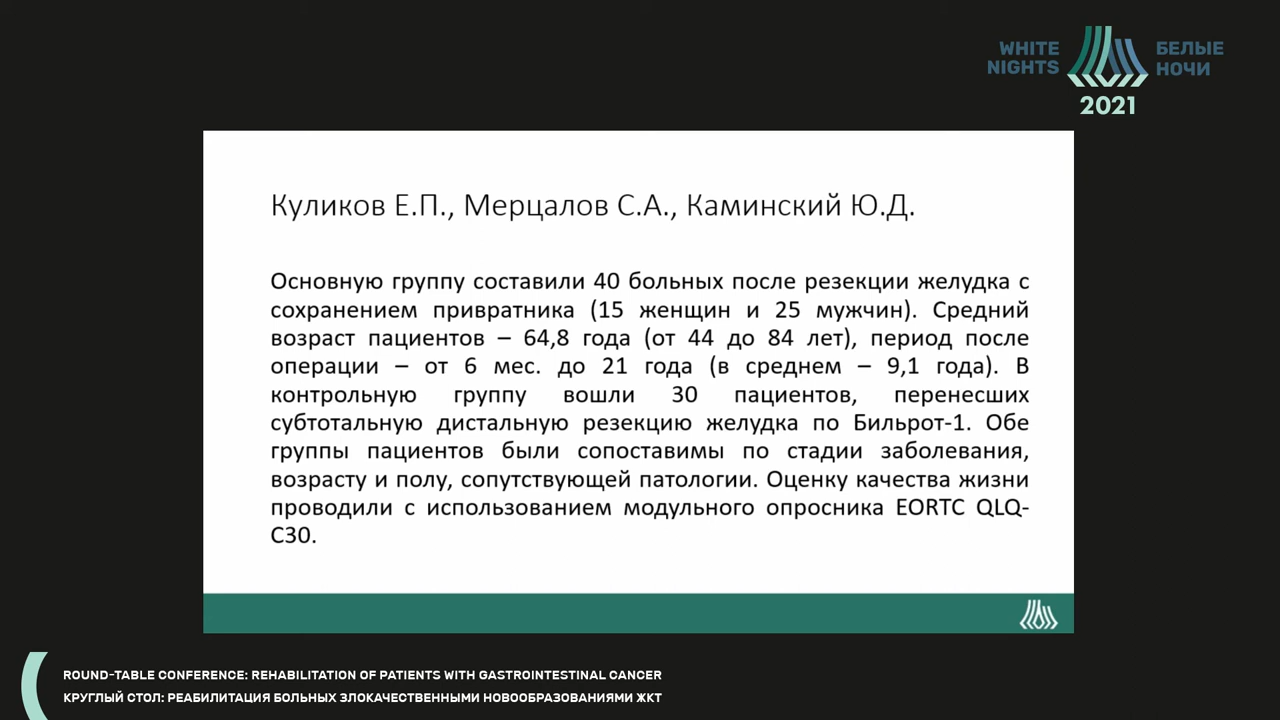 WHITE
NIGHTS
БЕЛЫЕ
НОЧИ
2021
Куликов Е.П., Мерцалов С.А., Каминский Ю.Д.
Основную группу составили 40 больных после резекции желудка с
сохранением привратника (15 женщин и 25 мужчин). Средний
возраст пациентов – 64,8 года (от 44 до 84 лет), период после
операции – от 6 мес. до 21 года (в среднем – 9,1 года). В
контрольную группу вошли 30 пациентов, перенесших
субтотальную дистальную резекцию желудка по Бильрот-1. Обе
группы пациентов были сопоставимы по стадии заболевания,
возрасту и полу, сопутствующей патологии. Оценку качества жизни
проводили с использованием модульного опросника EORTC QLQ-
C30.
ROUND-TABLE CONFERENCE: REHABILITATION OF PATIENTS WITH GASTROINTESTINAL CANCER
КРУГЛЫЙ СТОЛ: РЕАБИЛИТАЦИЯ БОЛЬНЫХ ЗЛОКАЧЕСТВЕННЫМИ НОВООБРАЗОВАНИЯМИ ЖКТ